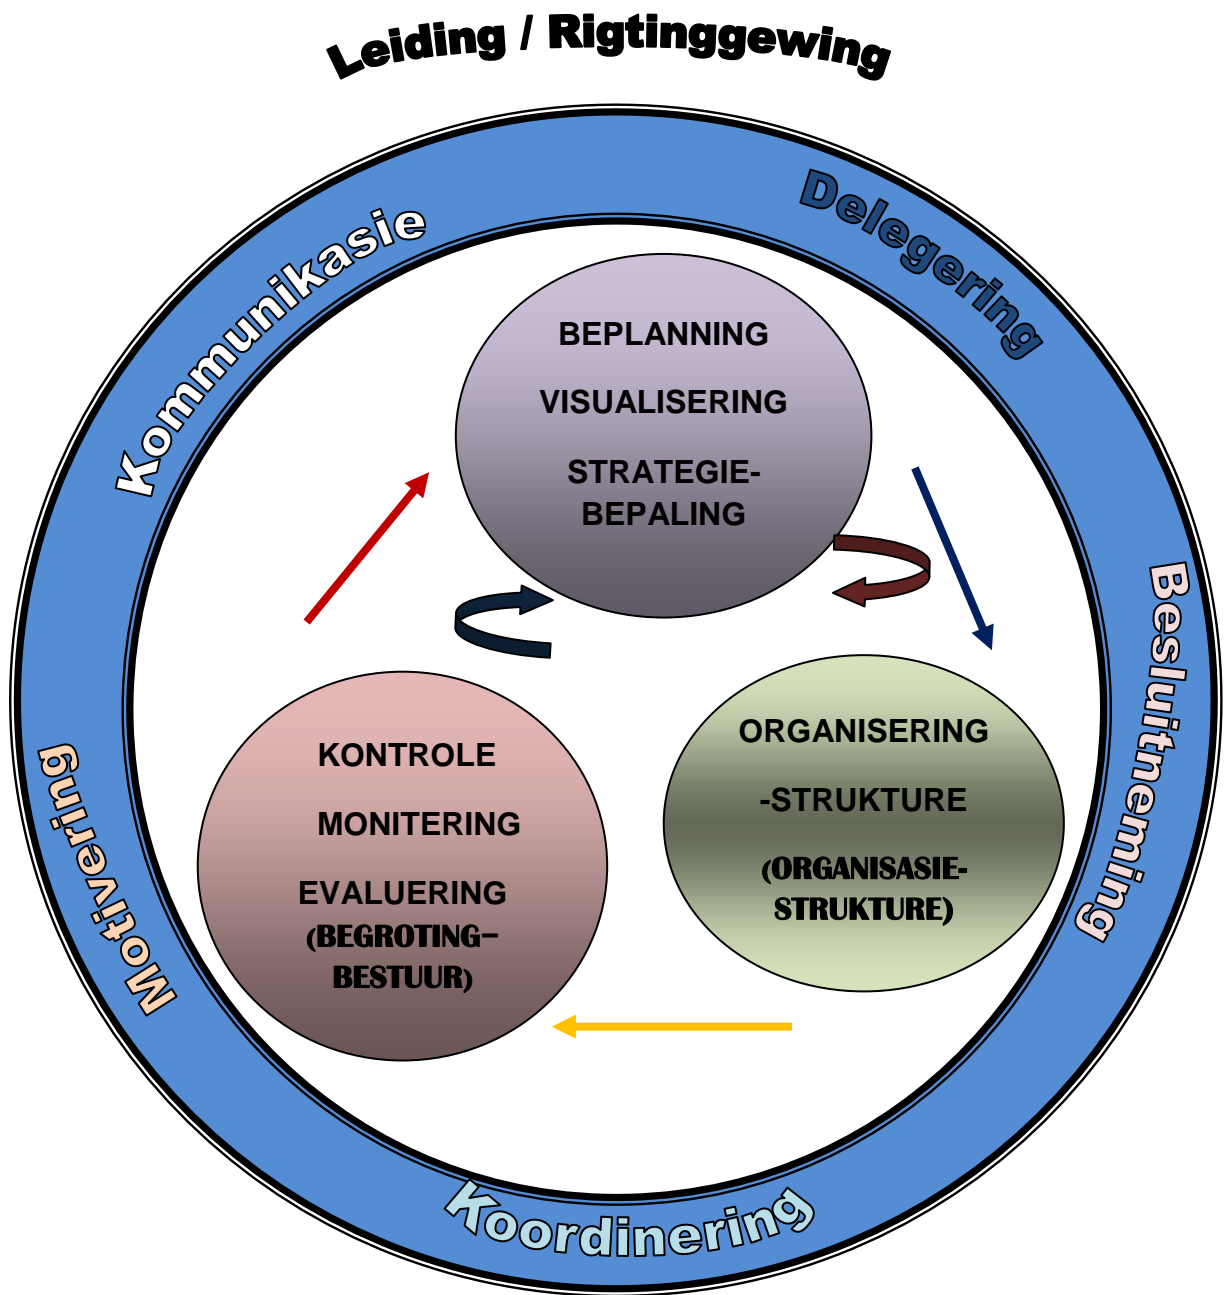 Leiding / Rigtinggewing
Kommunikasie
Delegering
BEPLANNING
VISUALISERING
STRATEGIE-
BEPALING
Besluitneming
ORGANISERING
-STRUKTURE
(ORGANISASIE-
STRUKTURE)
KONTROLE
MONITERING
EVALUERING
(BEGROTING–
BESTUUR)
Motivering
Koordinering